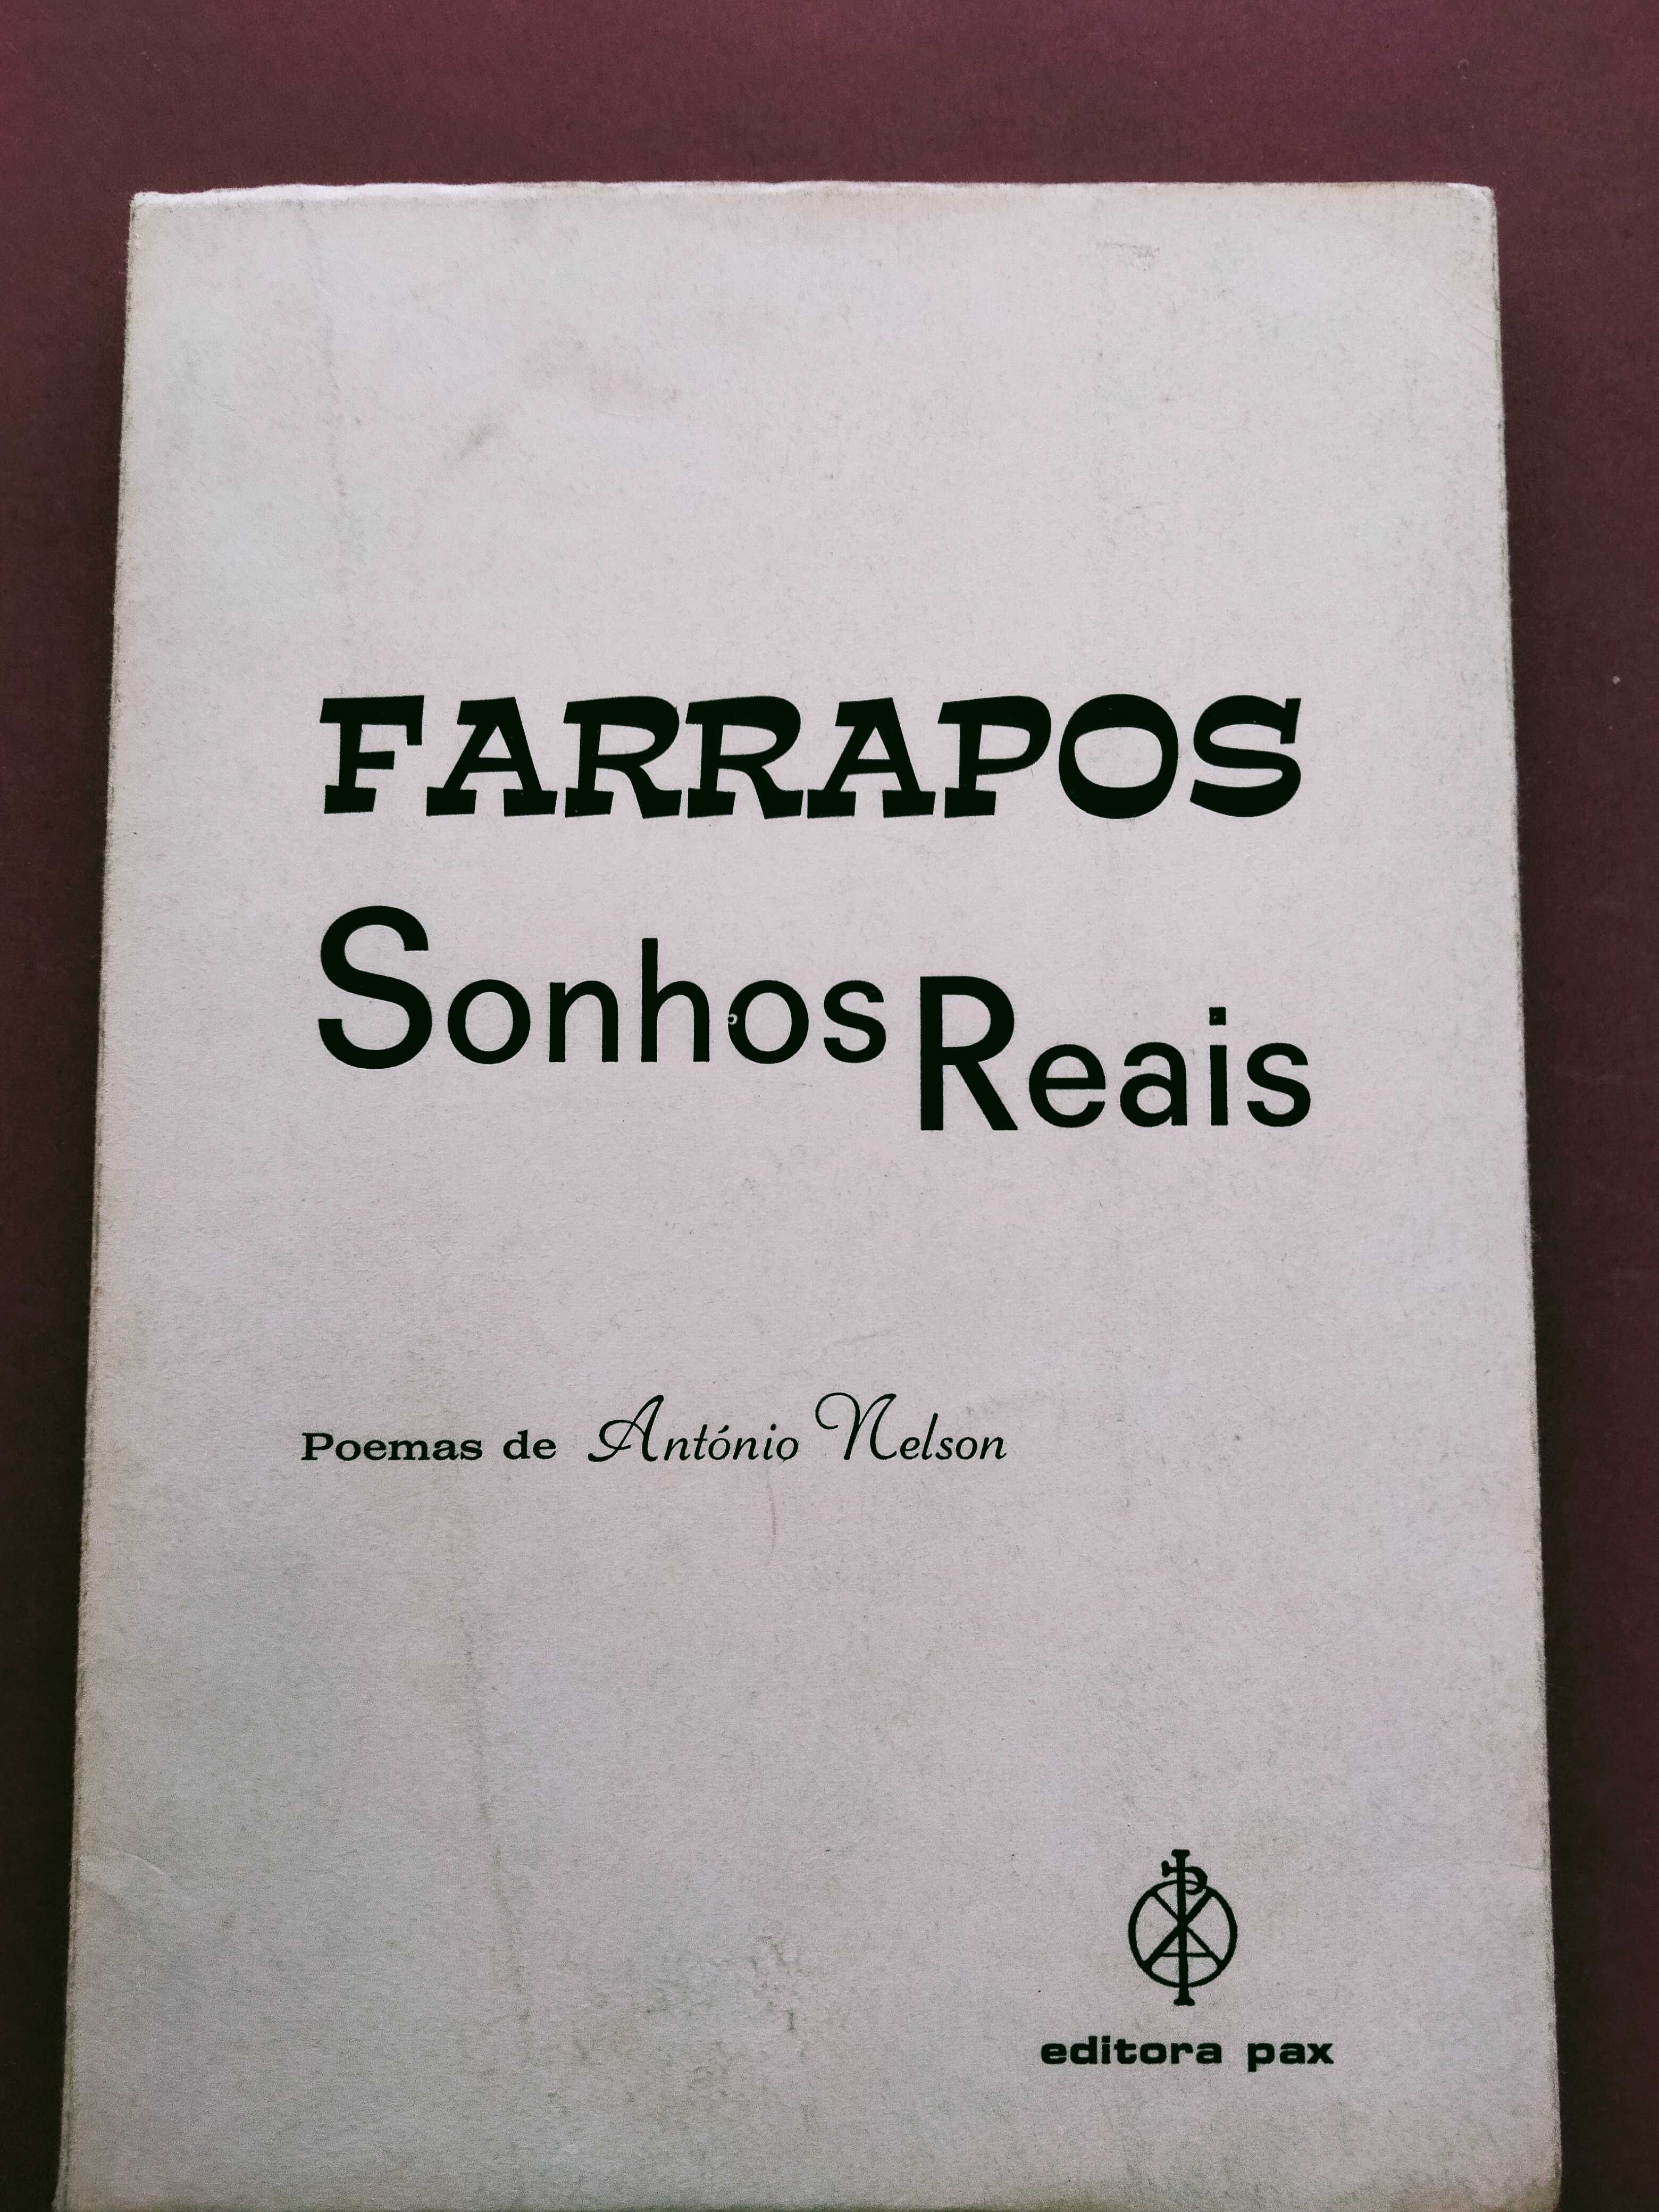 FARRAPOS
Sonhos Reais
Poemas de António Nelson
editora pax